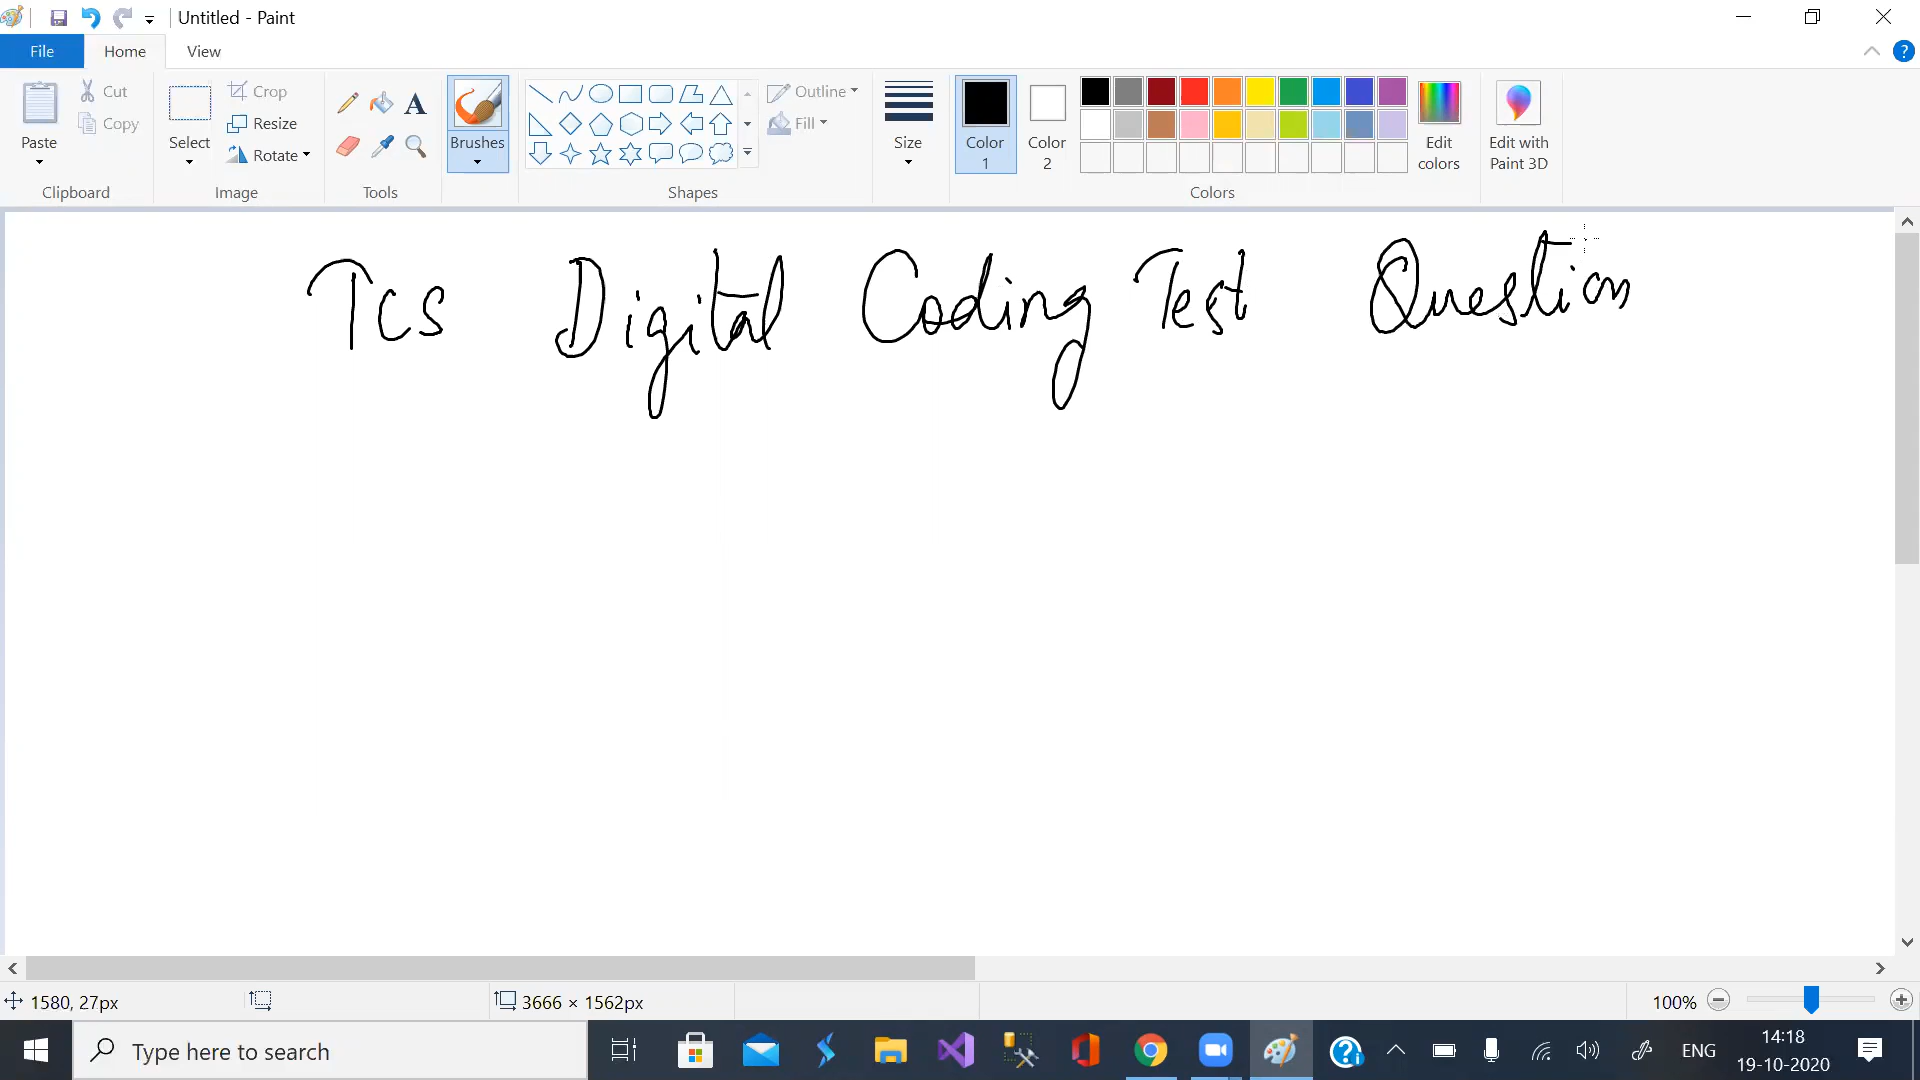 Untitled - Paint
File Home View
Paste
Cut
Copy
Clipboard
Select
Crop
Resize
Rotate
Image
A
Tools
Brushes
Shapes
Outline
Fill
Size
Color 1
Color 2
Colors
Edit colors
Edit with Paint 3D
?
Tcs Digital Coding Test Question
1580, 27px
3666 × 1562px
100%
Type here to search
ENG
14:18
19-10-2020